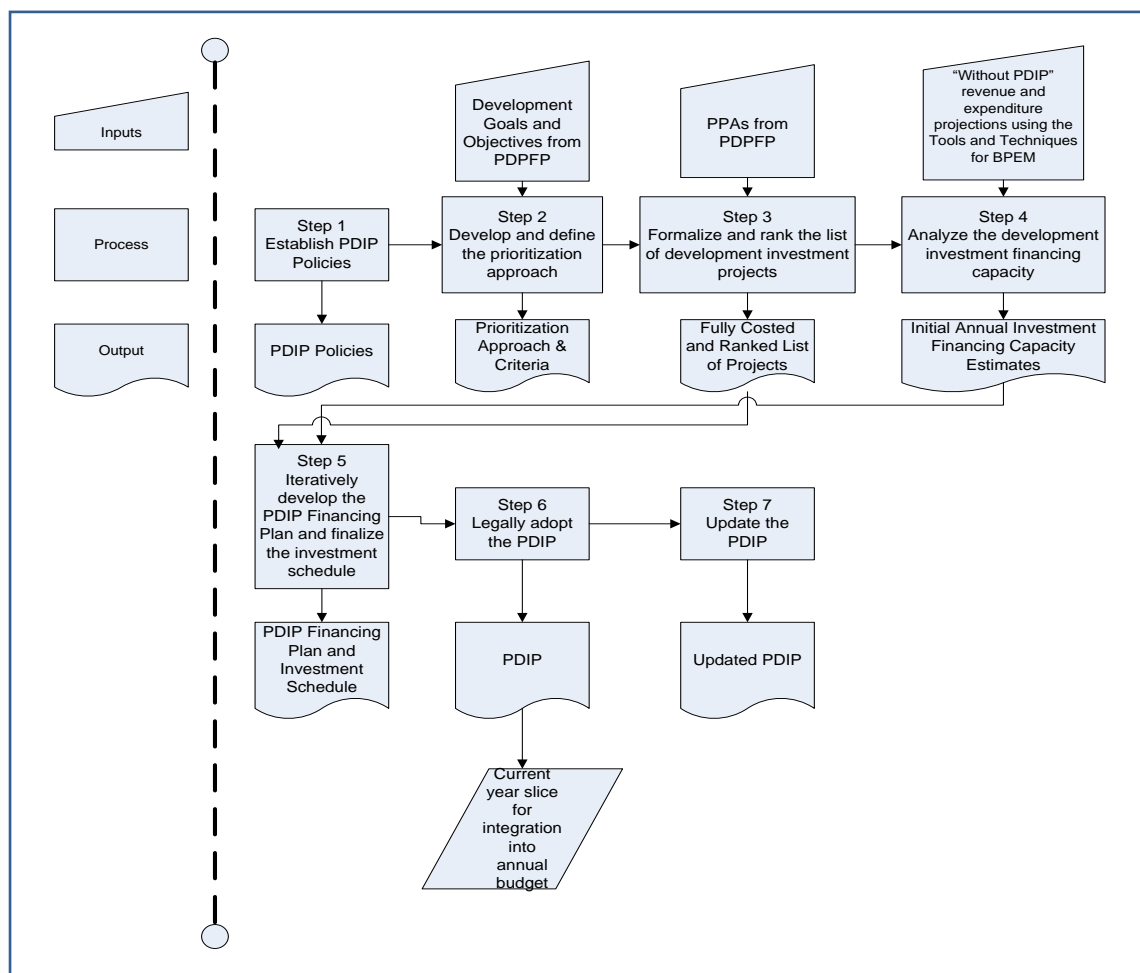 Inputs
Process
Output
Development
Goals and
Objectives from
PDPFP
PPAs from
PDPFP
“Without PDIP”
revenue and
expenditure
projections using the
Tools and Techniques
for BPEM
Step 1
Establish PDIP
Policies
Step 2
Develop and define
the prioritization
approach
Step 3
Formalize and rank the list
of development investment
projects
Step 4
Analyze the development
investment financing
capacity
PDIP Policies
Prioritization
Approach &
Criteria
Fully Costed
and Ranked List
of Projects
Initial Annual Investment
Financing Capacity
Estimates
Step 5
Iteratively
develop the
PDIP Financing
Plan and finalize
the investment
schedule
Step 6
Legally adopt
the PDIP
Step 7
Update the
PDIP
PDIP Financing
Plan and
Investment
Schedule
PDIP
Updated PDIP
Current
year slice
for
integration
into
annual
budget